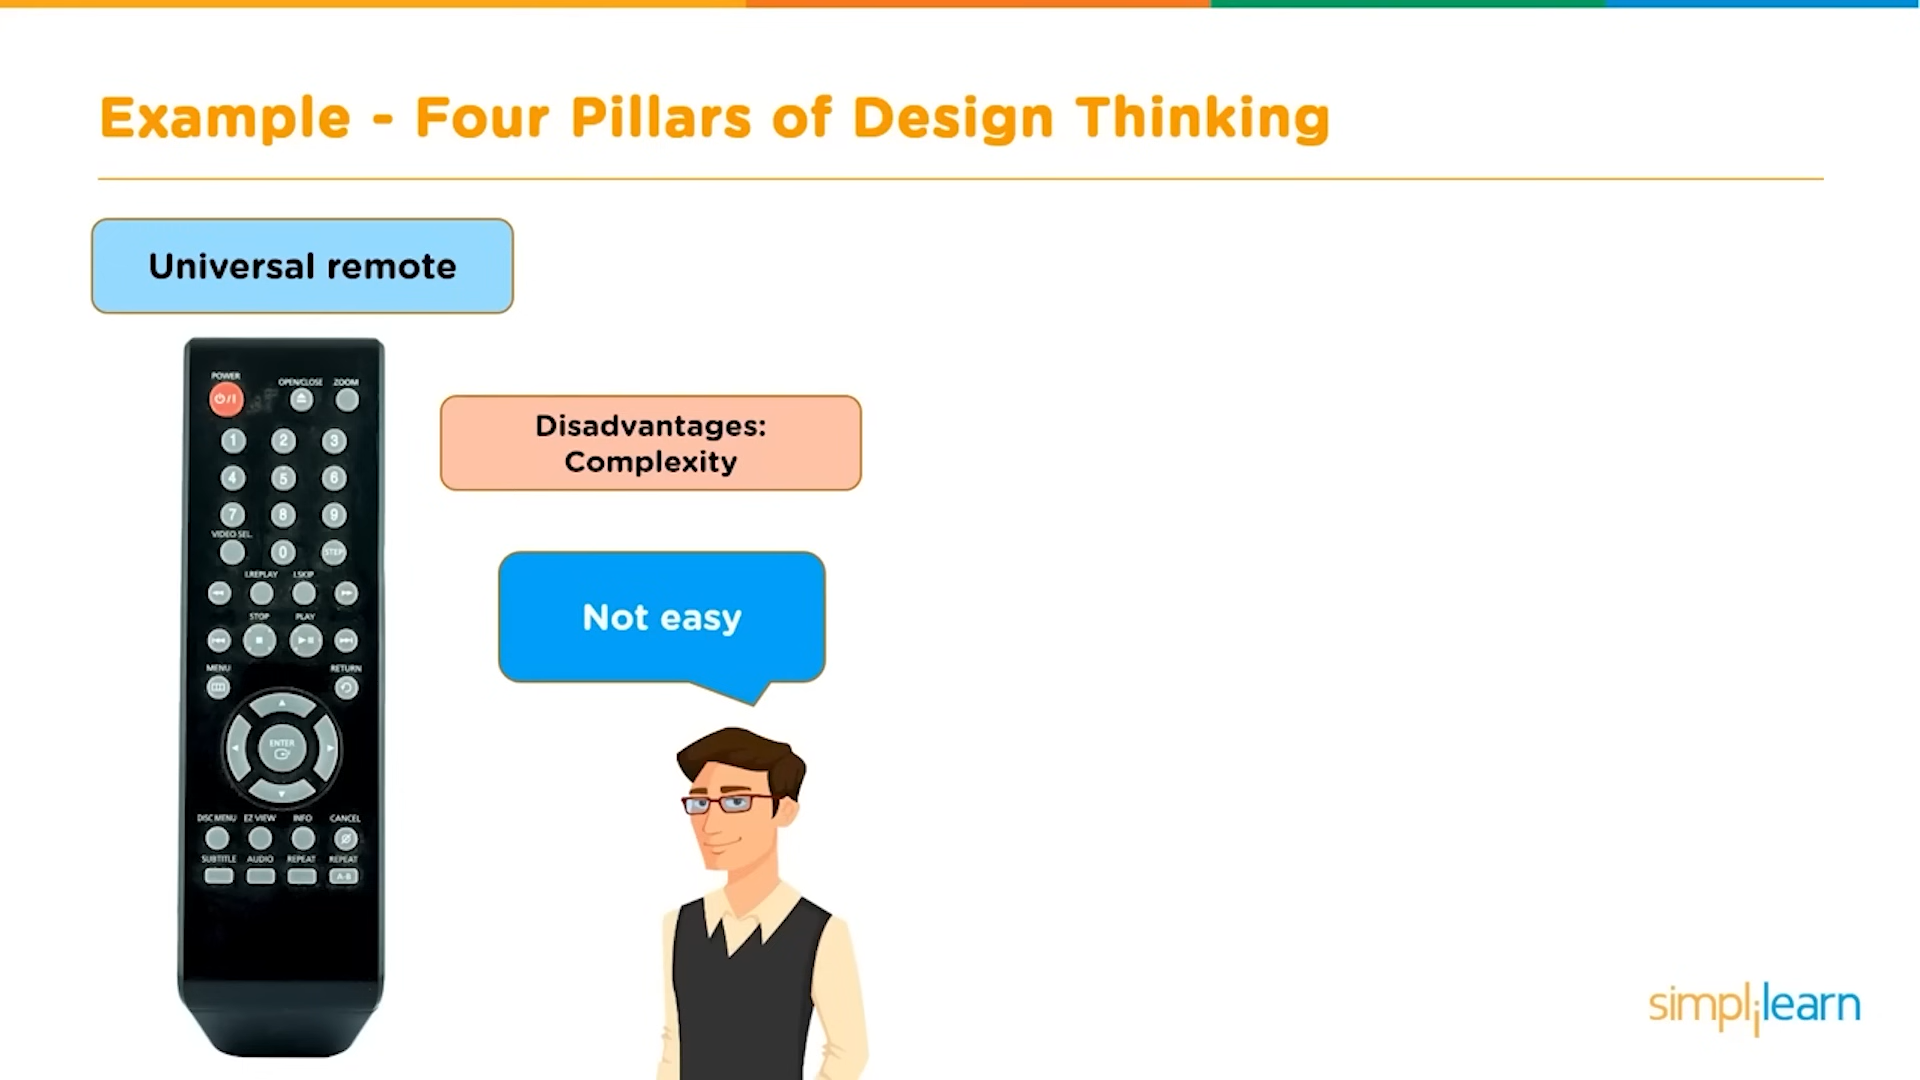 Example - Four Pillars of Design Thinking
Universal remote
POWER
OPEN/CLOSE ZOOM
1 2 3
Disadvantages:
Complexity
4 5 6
7 8 9
VIDEO SEL.
0 STEP
I.REPLAY I.SKIP
STOP PLAY
Not easy
MENU RETURN
ENTER
DISC MENU EZ VIEW INFO CANCEL
SUBTITLE AUDIO REPEAT REPEAT
A-B
simplilearn